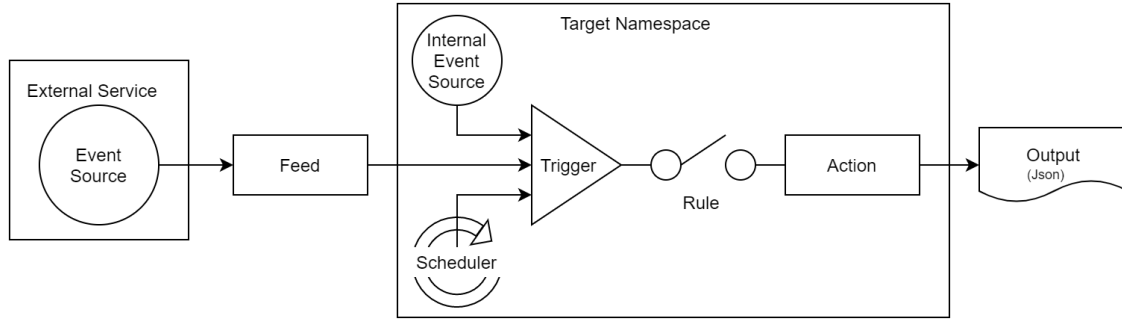 Target Namespace
Internal
Event
Source
External Service
Event
Source
Feed
Trigger
Rule
Action
Output
(Json)
Scheduler